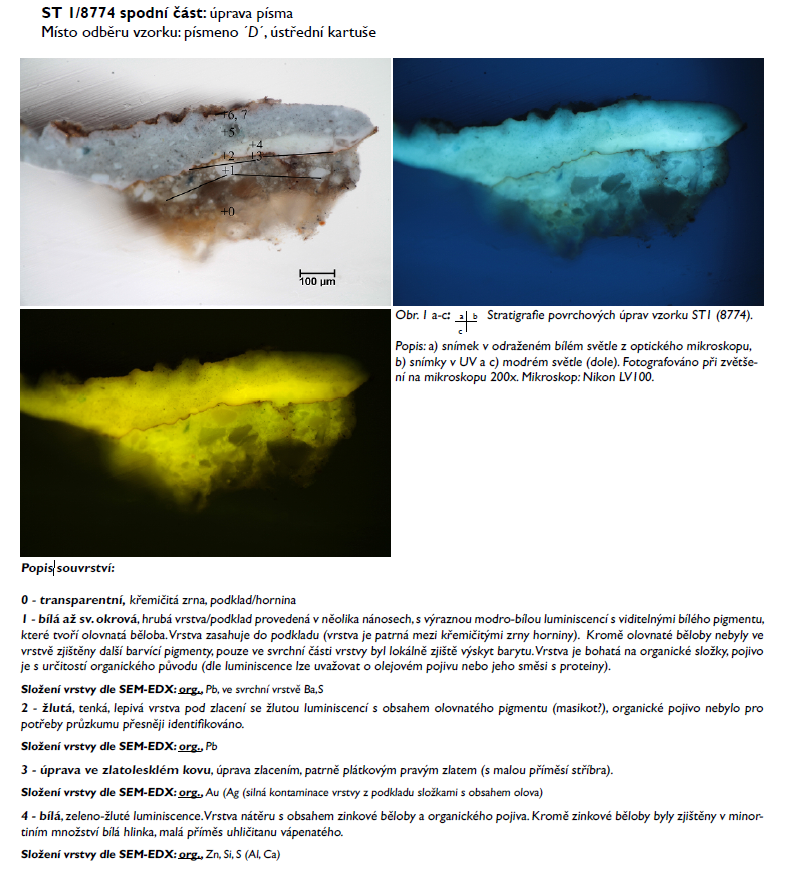 ST 1/8774 spodní část: úprava písma
Místo odběru vzorku: písmeno ´D´, ústřední kartuše
+6, 7
+5
+4
+2 +3
+1
+0
100 µm
Obr. 1 a-c: a b c Stratigrafie povrchových úprav vzorku ST1 (8774).
Popis: a) snímek v odraženém bílém světle z optického mikroskopu,
b) snímky v UV a c) modrém světle (dole). Fotografováno při zvětše-
ní na mikroskopu 200x. Mikroskop: Nikon LV100.
Popis souvrství:
0 - transparentní, křemičitá zrna, podklad/hornina
1 - bílá až sv. okrová, hrubá vrstva/podklad provedená v něolika nánosech, s výraznou modro-bílou luminiscencí s viditelnými bílého pigmentu,
které tvoří olovnatá běloba. Vrstva zasahuje do podkladu (vrstva je patrná mezi křemičitými zrny horniny). Kromě olovnaté běloby nebyly ve
vrstvě zjištěny další barvící pigmenty, pouze ve svrchní části vrstvy byl lokálně zjiště výskyt barytu. Vrstva je bohatá na organické složky, pojivo
je s určitostí organického původu (dle luminescence lze uvažovat o olejovém pojivu nebo jeho směsi s proteiny).
Složení vrstvy dle SEM-EDX: org., Pb, ve svrchní vrstvě Ba,S
2 - žlutá, tenká, lepivá vrstva pod zlacení se žlutou luminiscencí s obsahem olovnatého pigmentu (masikot?), organické pojivo nebylo pro
potřeby průzkumu přesněji identifikováno.
Složení vrstvy dle SEM-EDX: org., Pb
3 - úprava ve zlatolesklém kovu, úprava zlacením, patrně plátkovým pravým zlatem (s malou příměsí stříbra).
Složení vrstvy dle SEM-EDX: org., Au (Ag (silná kontaminace vrstvy z podkladu složkami s obsahem olova)
4 - bílá, zeleno-žluté luminescence. Vrstva nátěru s obsahem zinkové běloby a organického pojiva. Kromě zinkové běloby byly zjištěny v minor-
tiním množství bílá hlinka, malá příměs uhličitanu vápenatého.
Složení vrstvy dle SEM-EDX: org., Zn, Si, S (Al, Ca)